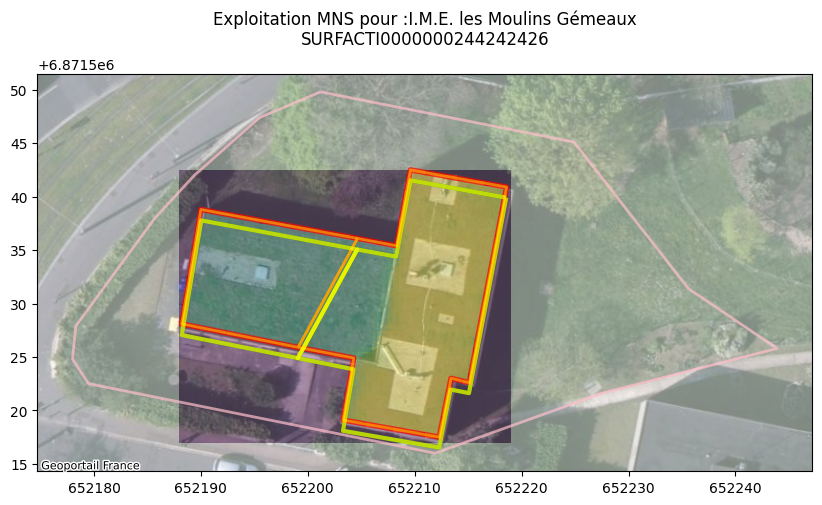 Exploitation MNS pour :I.M.E. les Moulins Gémeaux
SURFACTI0000000244242426
+6.8715e6
50
45
40
35
30
25
20
15
Geoportail France
652180 652190 652200 652210 652220 652230 652240